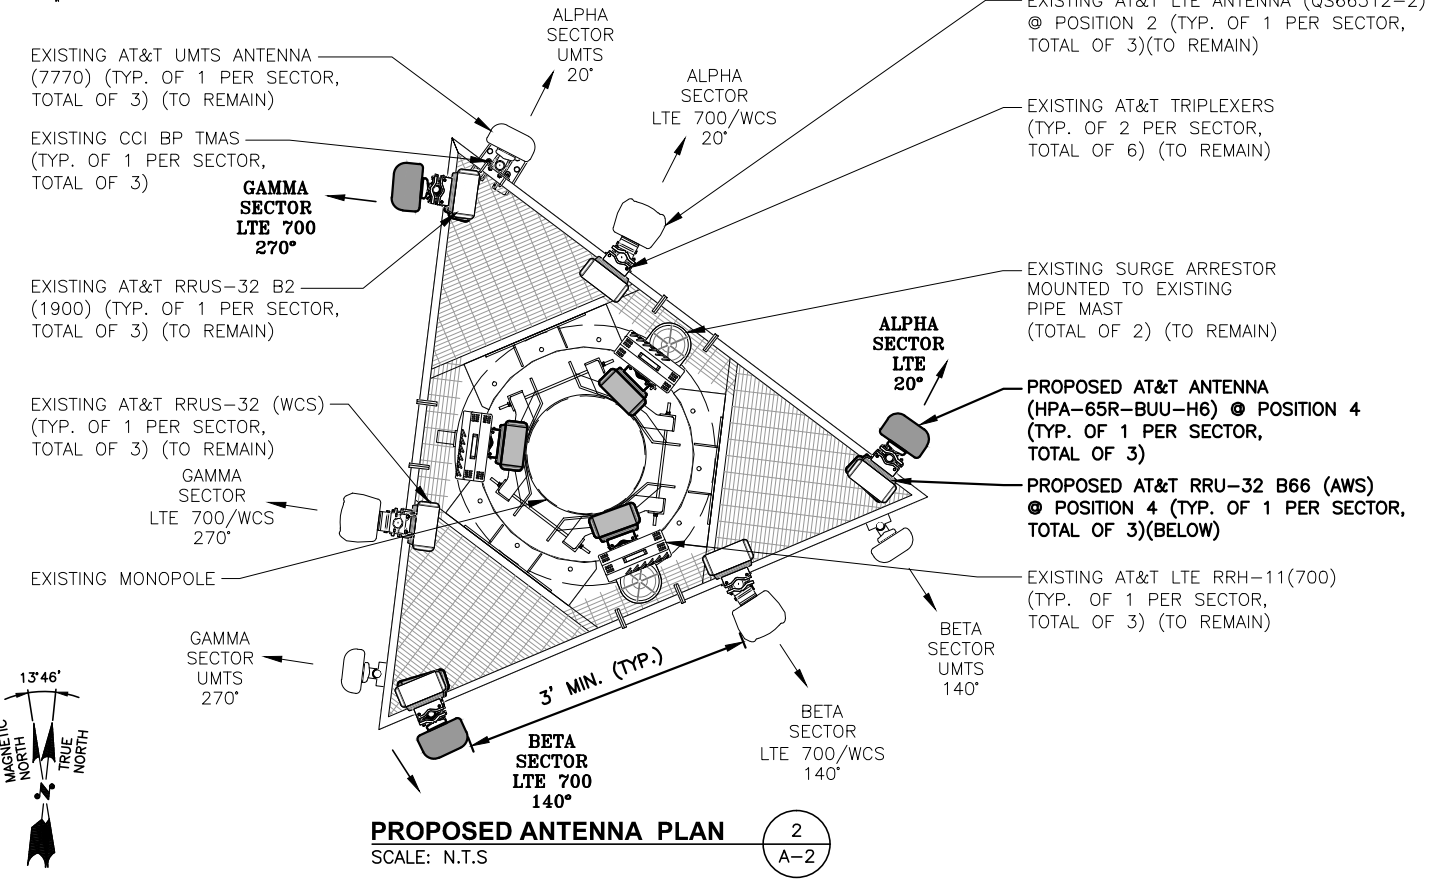 EXISTING AT&T UMTS ANTENNA
(7770) (TYP. OF 1 PER SECTOR,
TOTAL OF 3) (TO REMAIN)
EXISTING CCI BP TMAS
(TYP. OF 1 PER SECTOR,
TOTAL OF 3)
GAMMA
SECTOR
LTE 700
270°
EXISTING AT&T RRUS-32 B2
(1900) (TYP. OF 1 PER SECTOR,
TOTAL OF 3) (TO REMAIN)
EXISTING AT&T RRUS-32 (WCS)
(TYP. OF 1 PER SECTOR,
TOTAL OF 3) (TO REMAIN)
GAMMA
SECTOR
LTE 700/WCS
270°
EXISTING MONOPOLE
GAMMA
SECTOR
UMTS
270°
ALPHA
SECTOR
UMTS
20°
ALPHA
SECTOR
LTE 700/WCS
20°
EXISTING AT&T LTE ANTENNA (QS66512-2)
@ POSITION 2 (TYP. OF 1 PER SECTOR,
TOTAL OF 3)(TO REMAIN)
EXISTING AT&T TRIPLEXERS
(TYP. OF 2 PER SECTOR,
TOTAL OF 6) (TO REMAIN)
EXISTING SURGE ARRESTOR
MOUNTED TO EXISTING
PIPE MAST
(TOTAL OF 2) (TO REMAIN)
ALPHA
SECTOR
LTE
20°
PROPOSED AT&T ANTENNA
(HPA-65R-BUU-H6) @ POSITION 4
(TYP. OF 1 PER SECTOR,
TOTAL OF 3)
PROPOSED AT&T RRU-32 B66 (AWS)
@ POSITION 4 (TYP. OF 1 PER SECTOR,
TOTAL OF 3)(BELOW)
EXISTING AT&T LTE RRH-11(700)
(TYP. OF 1 PER SECTOR,
TOTAL OF 3) (TO REMAIN)
BETA
SECTOR
UMTS
140°
3' MIN. (TYP.)
BETA
SECTOR
LTE 700/WCS
140°
BETA
SECTOR
LTE 700
140°
13°46'
MAGNETIC
NORTH
TRUE
NORTH
N
PROPOSED ANTENNA PLAN
SCALE: N.T.S
2
A-2